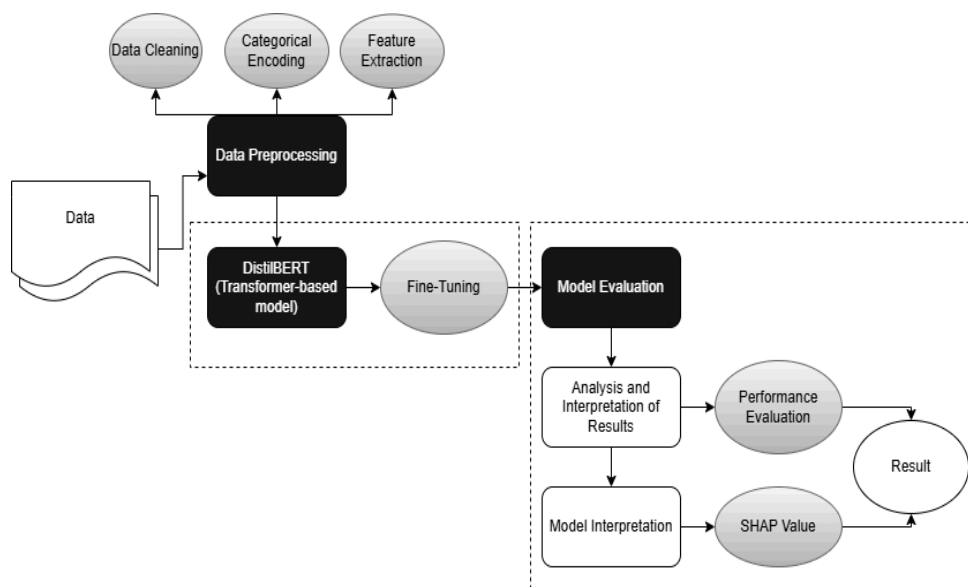 Data Cleaning
Categorical
Encoding
Feature
Extraction
Data Preprocessing
Data
DistilBERT
(Transformer-based
model)
Fine-Tuning
Model Evaluation
Analysis and
Interpretation of
Results
Performance
Evaluation
Result
Model Interpretation
SHAP Value